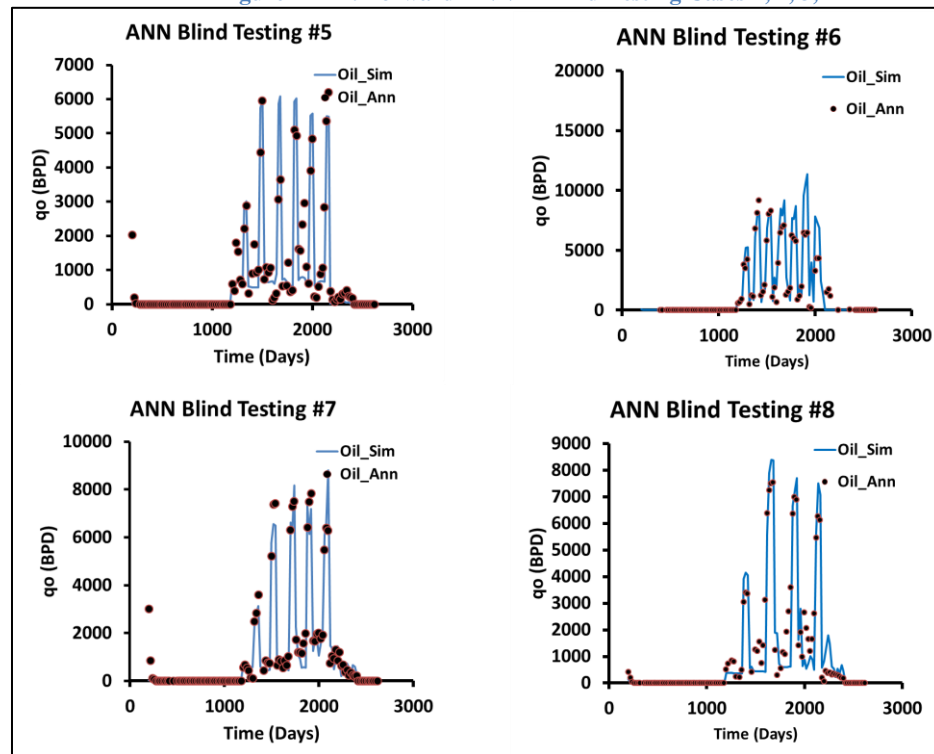 ANN Blind Testing #5
7000
6000
5000
4000
3000
2000
1000
0
qo (BPD)
Oil_Sim
Oil_Ann
0 1000 2000 3000
Time (Days)
ANN Blind Testing #6
20000
15000
10000
5000
0
qo (BPD)
Oil_Sim
Oil_Ann
0 1000 2000 3000
Time (Days)
ANN Blind Testing #7
10000
8000
6000
4000
2000
0
qo (BPD)
Oil_Sim
Oil_Ann
0 1000 2000 3000
Time (Days)
ANN Blind Testing #8
9000
8000
7000
6000
5000
4000
3000
2000
1000
0
qo (BPD)
Oil_Sim
Oil_Ann
0 1000 2000 3000
Time (Days)